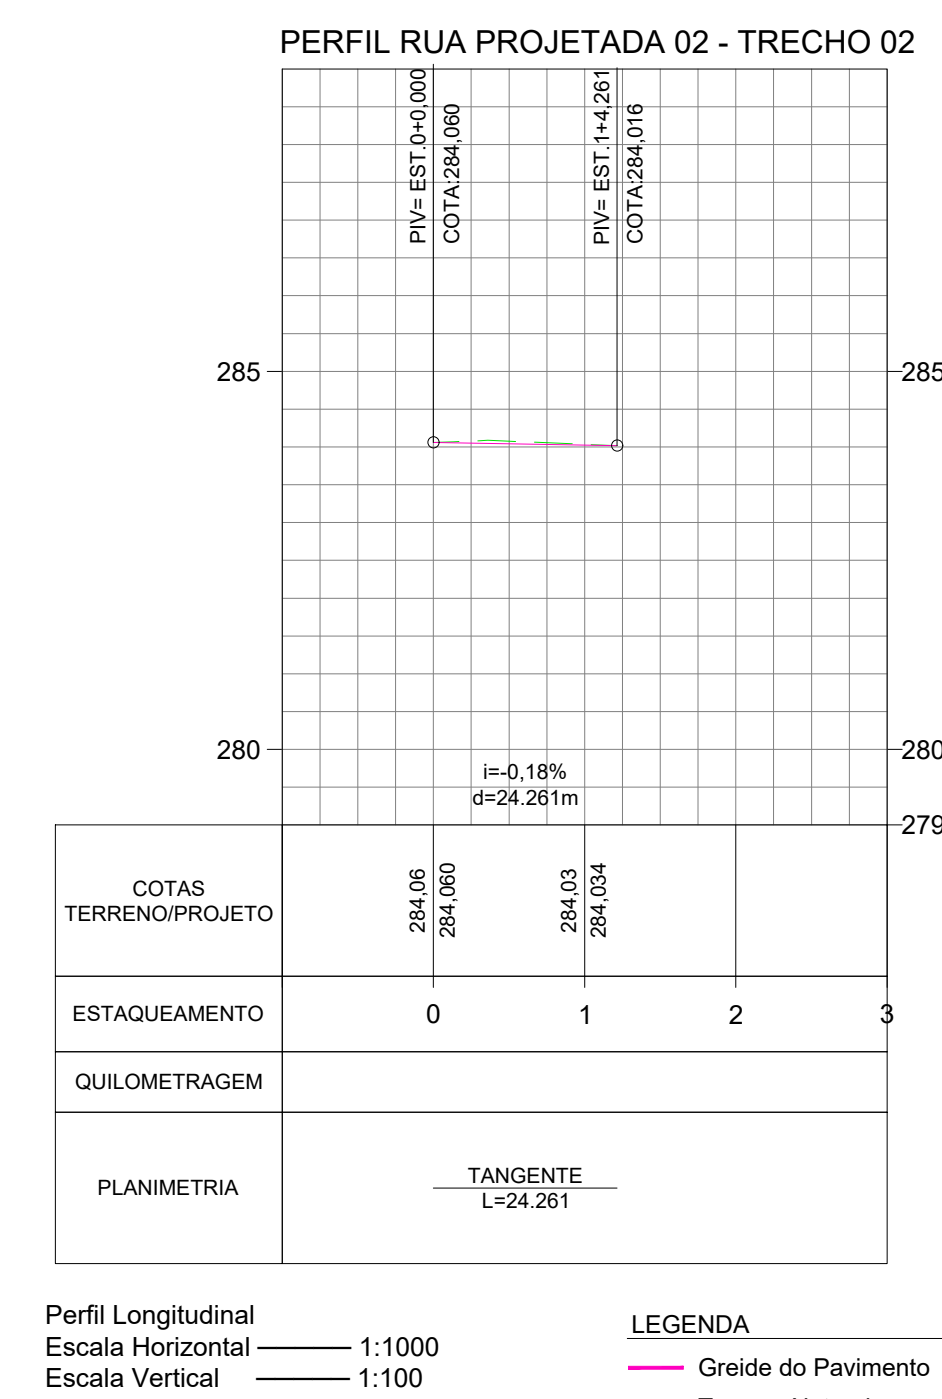 PERFIL RUA PROJETADA 02 - TRECHO 02
PIV= EST.0+0,000
COTA:284,060
PIV= EST.1+4,261
COTA:284,016
285
285
280
280
i=-0,18%
d=24.261m
279
COTAS
TERRENO/PROJETO
284,06
284,060
284,03
284,034
ESTAQUEAMENTO
0
1
2
3
QUILOMETRAGEM
PLANIMETRIA
TANGENTE
L=24.261
Perfil Longitudinal
Escala Horizontal 1:1000
Escala Vertical 1:100
LEGENDA
Greide do Pavimento